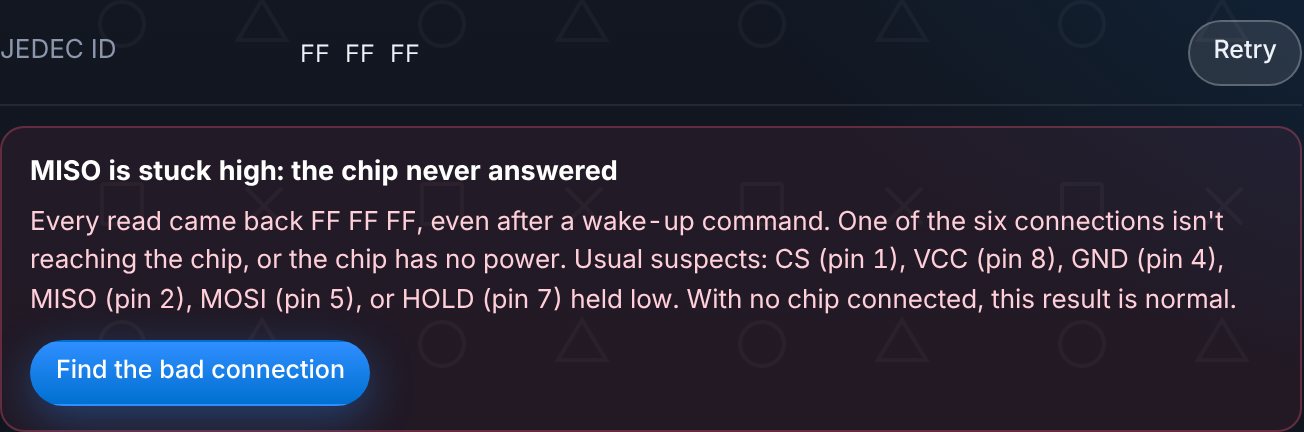 JEDEC ID FF FF FF Retry
MISO is stuck high: the chip never answered
Every read came back FF FF FF, even after a wake-up command. One of the six connections isn't
reaching the chip, or the chip has no power. Usual suspects: CS (pin 1), VCC (pin 8), GND (pin 4),
MISO (pin 2), MOSI (pin 5), or HOLD (pin 7) held low. With no chip connected, this result is normal.
Find the bad connection